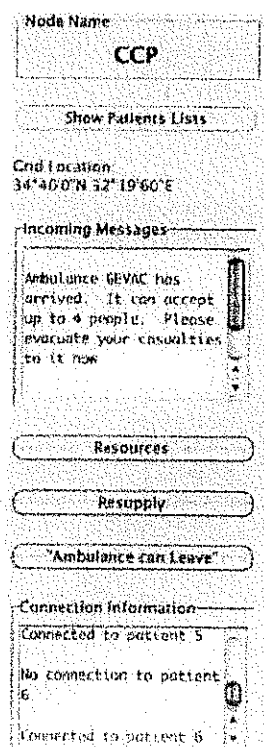 Node Name
CCP
Show Patients Lists
Grid Location
34°40'0"N 32°19'60"E
Incoming Messages
Ambulance GEVAC has
arrived. It can accept
up to 4 people. Please
evacuate your casualties
to it now
Resources
Resupply
"Ambulance can Leave"
Connection Information
Connected to patient 5
No connection to patient
6
Connected to patient 6